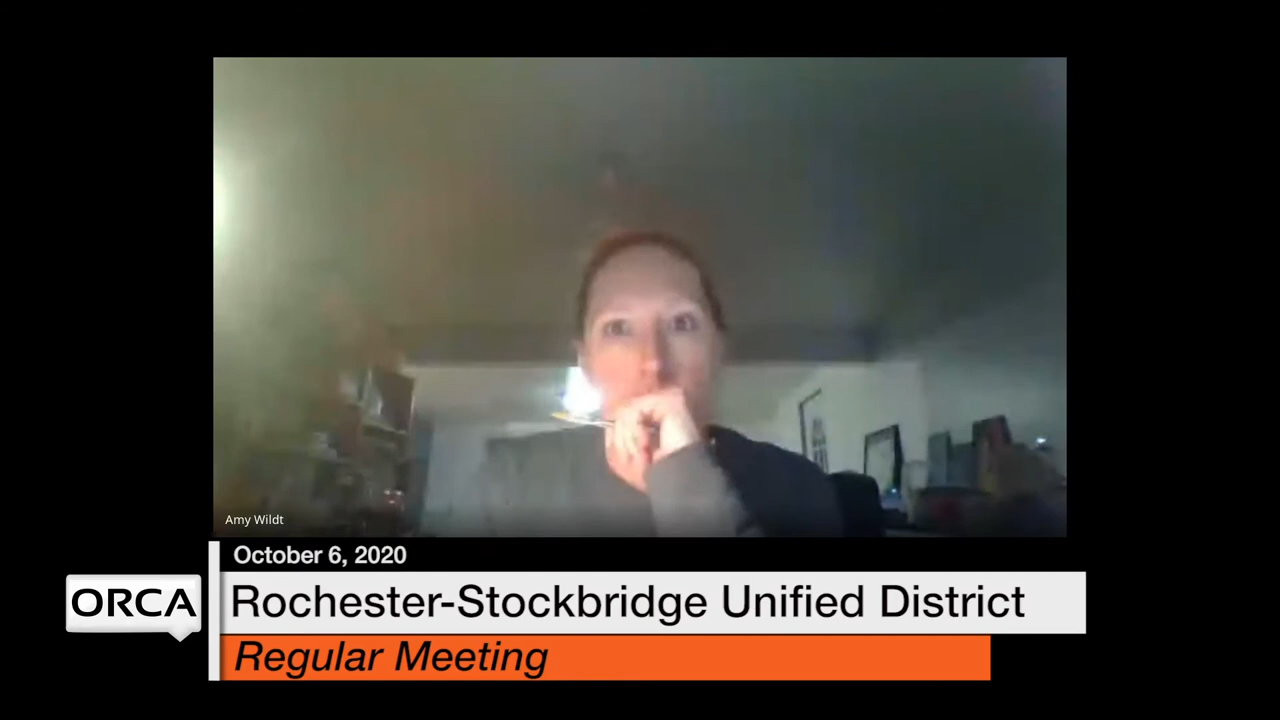 Amy Wildt
October 6, 2020
ORCA
Rochester-Stockbridge Unified District
Regular Meeting